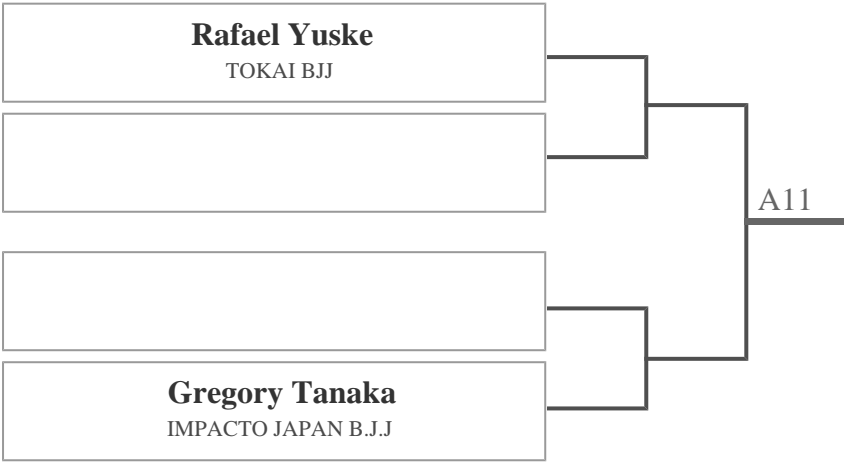 Rafael Yuske
TOKAI BJJ
A11
Gregory Tanaka
IMPACTO JAPAN B.J.J